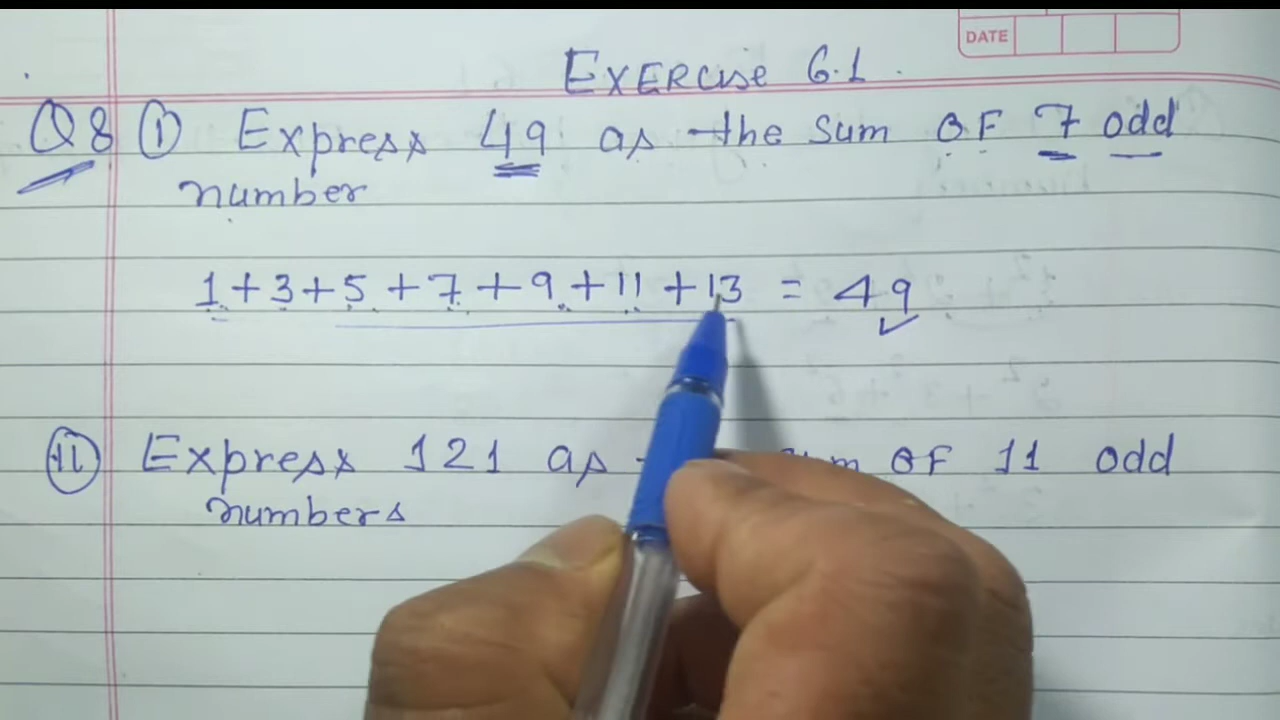 DATE
EXERCISE 6.1
Q8 (i) Express 49 as the sum OF 7 odd
number
1 + 3 + 5 + 7 + 9 + 11 + 13 = 49
(ii) Express 121 as OF 11 odd
numbers